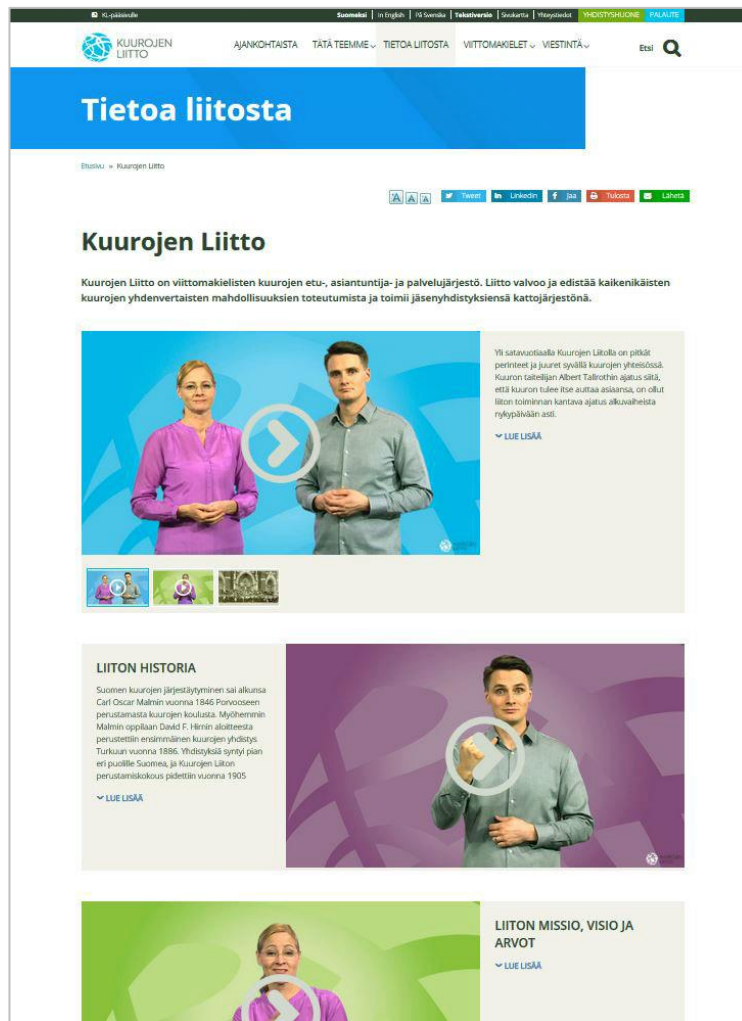 KL-pääsivulle
Suomeksi | In English | På Svenska | Tekstiversio | Sivukartta | Yhteystiedot YHDISTYSHUONE PALAUTE
KUUROJEN
LIITTO
AJANKOHTAISTA TÄTÄ TEEMME TIETOA LIITOSTA VIITTOMAKIELET VIESTINTÄ Etsi
Tietoa liitosta
Etusivu » Kuurojen Liitto
A A A Tweet in LinkedIn f Jaa Tulosta Lähetä
Kuurojen Liitto
Kuurojen Liitto on viittomakielisten kuurojen etu-, asiantuntija- ja palvelujärjestö. Liitto valvoo ja edistää kaikenikäisten
kuurojen yhdenvertaisten mahdollisuuksien toteutumista ja toimii jäsenyhdistyksiensä kattojärjestönä.
Yli satavuotiaalla Kuurojen Liitolla on pitkät
perinteet ja juuret syvällä kuurojen yhteisössä.
Kuuron taiteilijan Albert Tallrothin ajatus siitä,
että kuuron tulee itse auttaa asiaansa, on ollut
liiton toiminnan kantava ajatus alkuvaiheista
nykypäivään asti.
LUE LISÄÄ
LIITON HISTORIA
Suomen kuurojen järjestäytyminen sai alkunsa
Carl Oscar Malmin vuonna 1846 Porvooseen
perustamasta kuurojen koulusta. Myöhemmin
Malmin oppilaan David F. Hirnin aloitteesta
perustettiin ensimmäinen kuurojen yhdistys
Turkuun vuonna 1886. Yhdistyksiä syntyi pian
eri puolille Suomea, ja Kuurojen Liiton
perustamiskokous pidettiin vuonna 1905
LUE LISÄÄ
LIITON MISSIO, VISIO JA
ARVOT
LUE LISÄÄ